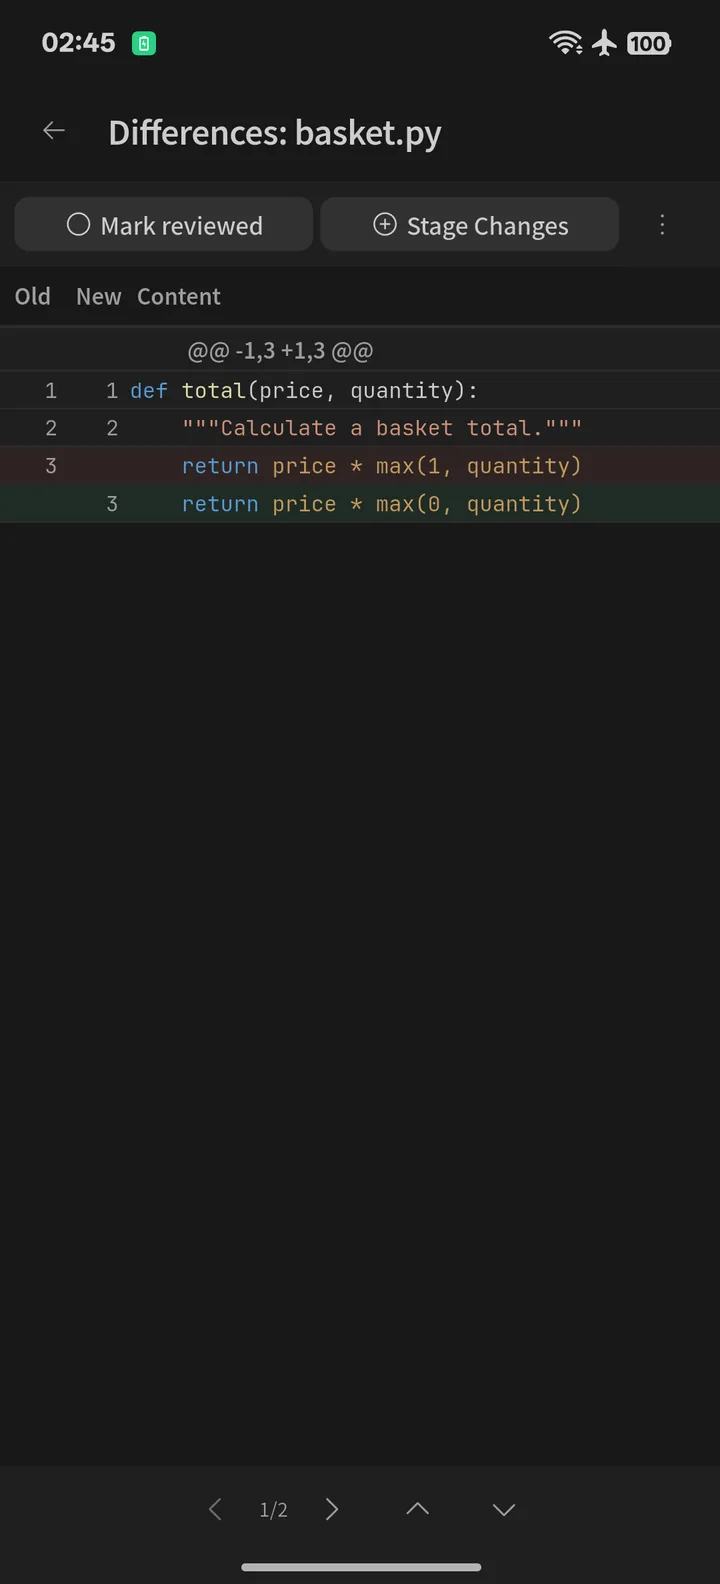 02:45 100
Differences: basket.py
Mark reviewed Stage Changes
Old New Content
@@ -1,3 +1,3 @@
1 1 def total(price, quantity):
2 2     """Calculate a basket total."""
3     return price * max(1, quantity)
3     return price * max(0, quantity)
1/2